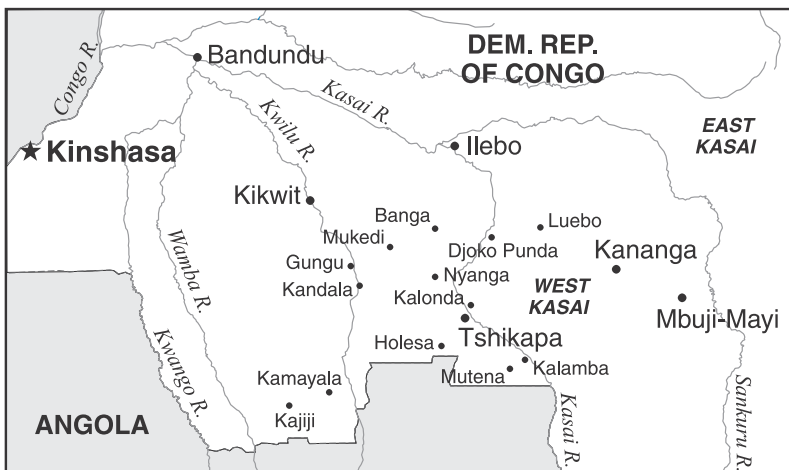 Bandundu
DEM. REP.
OF CONGO
Congo R.
Kasai R.
Kwilu R.
EAST
KASAI
Kinshasa
Ilebo
Kikwit
Banga
Luebo
Mukedi
Djoko Punda
Kananga
Gungu
Nyanga
Wamba R.
Kandala
Kalonda
WEST
KASAI
Mbuji-Mayi
Tshikapa
Holesa
Kalamba
Mutena
Kwango R.
Kamayala
Kajiji
ANGOLA
Kasai R.
Sankuru R.